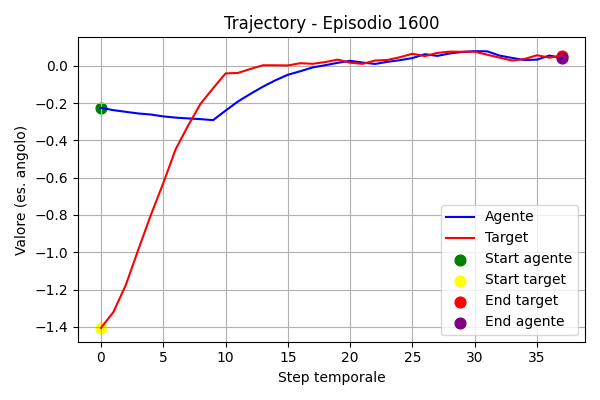 Trajectory - Episodio 1600
Valore (es. angolo)
0.0
−0.2
−0.4
−0.6
−0.8
−1.0
−1.2
−1.4
0 5 10 15 20 25 30 35
Step temporale
Agente
Target
Start agente
Start target
End target
End agente